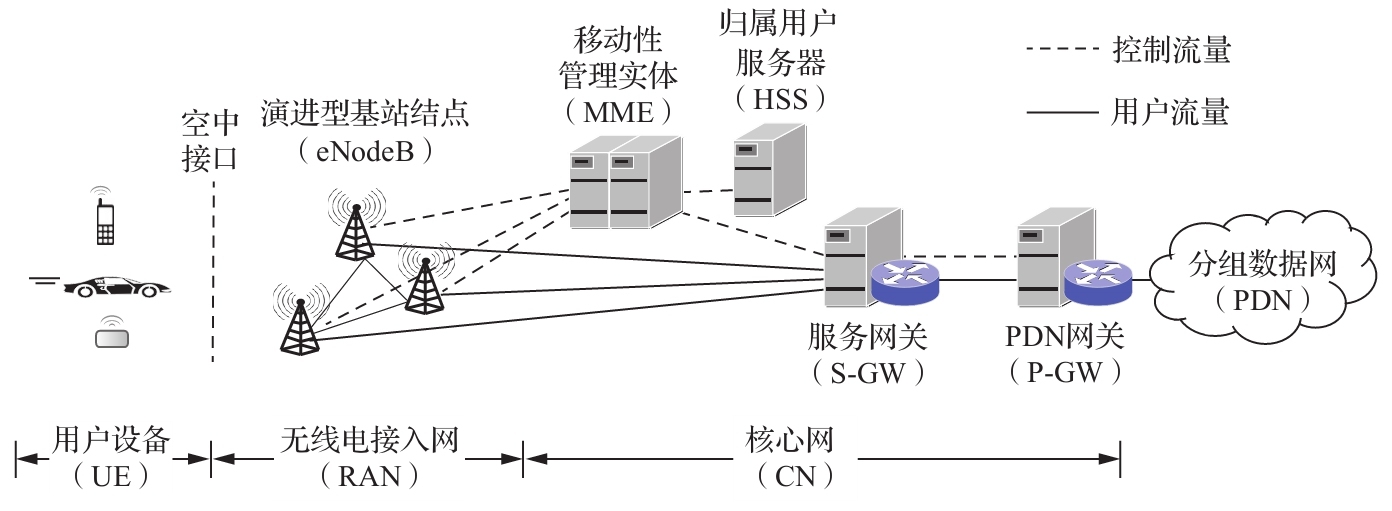 移动性
管理实体
（MME）
归属用户
服务器
（HSS）
控制流量
用户流量
空中
接口
演进型基站结点
（eNodeB）
分组数据网
（PDN）
服务网关
（S-GW）
PDN网关
（P-GW）
用户设备
（UE）
无线电接入网
（RAN）
核心网
（CN）